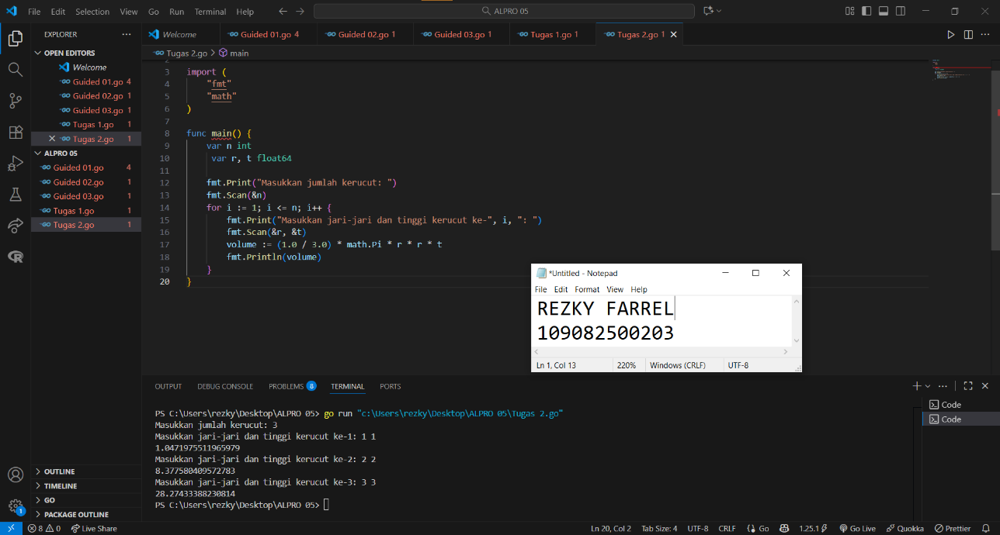 File Edit Selection View Go Run Terminal Help
ALPRO 05
EXPLORER
OPEN EDITORS
Welcome
Guided 01.go 4
Guided 02.go 1
Guided 03.go 1
Tugas 1.go 1
Tugas 2.go 1
ALPRO 05
Guided 01.go 4
Guided 02.go 1
Guided 03.go 1
Tugas 1.go 1
Tugas 2.go 1
OUTLINE
TIMELINE
GO
PACKAGE OUTLINE
Welcome Guided 01.go 4 Guided 02.go 1 Guided 03.go 1 Tugas 1.go 1 Tugas 2.go 1
Tugas 2.go > main
2
3 import (
4 "fmt"
5 "math"
6 )
7
8 func main() {
9 var n int
10 var r, t float64
11
12 fmt.Print("Masukkan jumlah kerucut: ")
13 fmt.Scan(&n)
14 for i := 1; i <= n; i++ {
15 fmt.Print("Masukkan jari-jari dan tinggi kerucut ke-", i, ": ")
16 fmt.Scan(&r, &t)
17 volume := (1.0 / 3.0) * math.Pi * r * r * t
18 fmt.Println(volume)
19 }
20 }
*Untitled - Notepad
File Edit Format View Help
REZKY FARREL
109082500203
Ln 1, Col 13 220% Windows (CRLF) UTF-8
OUTPUT DEBUG CONSOLE PROBLEMS 8 TERMINAL PORTS
PS C:\Users\rezky\Desktop\ALPRO 05> go run "c:\Users\rezky\Desktop\ALPRO 05\Tugas 2.go"
Masukkan jumlah kerucut: 3
Masukkan jari-jari dan tinggi kerucut ke-1: 1 1
1.0471975511965979
Masukkan jari-jari dan tinggi kerucut ke-2: 2 2
8.377580409572783
Masukkan jari-jari dan tinggi kerucut ke-3: 3 3
28.27433388230814
PS C:\Users\rezky\Desktop\ALPRO 05>
Code
Code
1
8 0 Live Share Ln 20, Col 2 Tab Size: 4 UTF-8 CRLF Go 1.25.1 Go Live Quokka Prettier